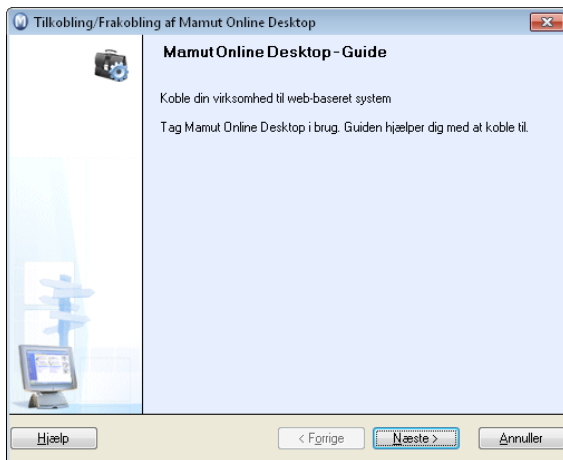 Tilkobling/Frakobling af Mamut Online Desktop
Mamut Online Desktop - Guide
Koble din virksomhed til web-baseret system
Tag Mamut Online Desktop i brug. Guiden hjælper dig med at koble til.
Hjælp
< Forrige
Næste >
Annuller